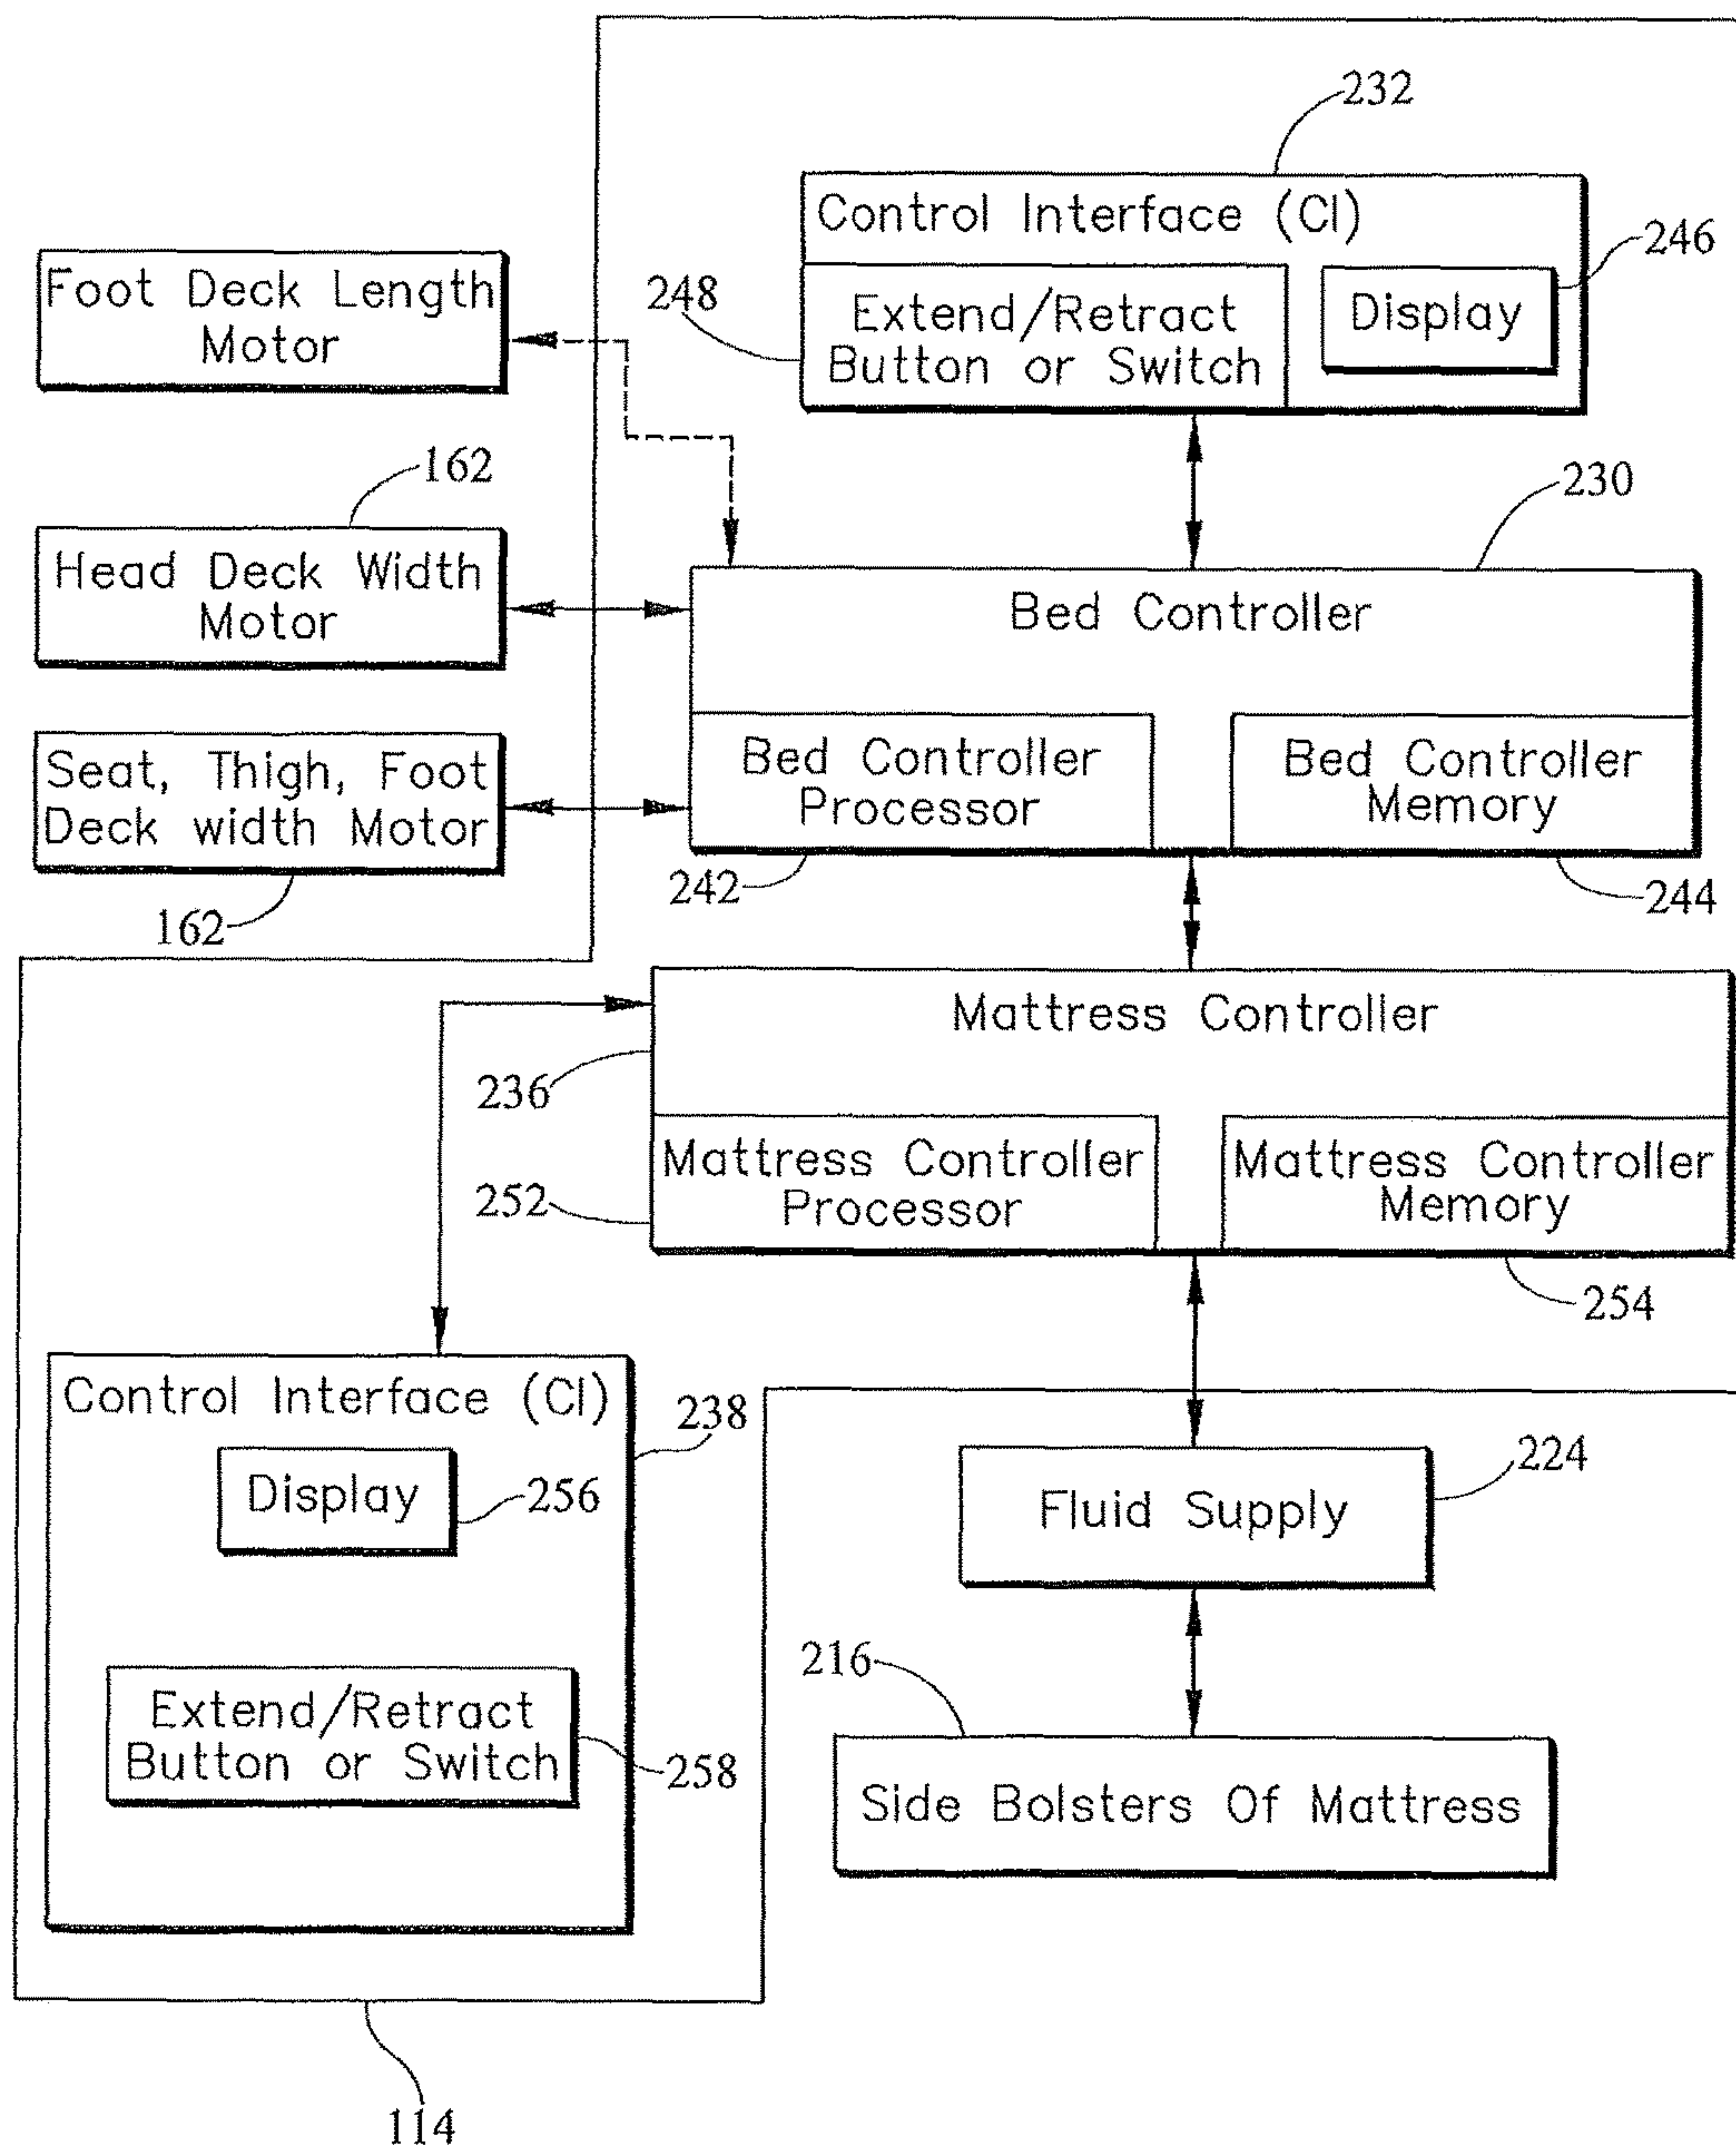 232
Control Interface (CI)
246
248
Extend/Retract
Button or Switch
Display
Foot Deck Length
Motor
162
Head Deck Width
Motor
230
Bed Controller
Seat, Thigh, Foot
Deck width Motor
162
Bed Controller
Processor
Bed Controller
Memory
242
244
Mattress Controller
236
252
Mattress Controller
Processor
Mattress Controller
Memory
254
Control Interface (CI)
238
Display
256
Extend/Retract
Button or Switch
258
Fluid Supply
224
216
Side Bolsters Of Mattress
114